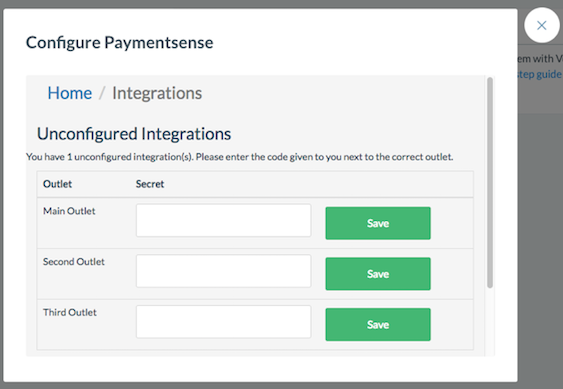 Configure Paymentsense
em with V
step guide
Home / Integrations
Unconfigured Integrations
You have 1 unconfigured integration(s). Please enter the code given to you next to the correct outlet.
Outlet Secret
Main Outlet Save
Second Outlet Save
Third Outlet Save